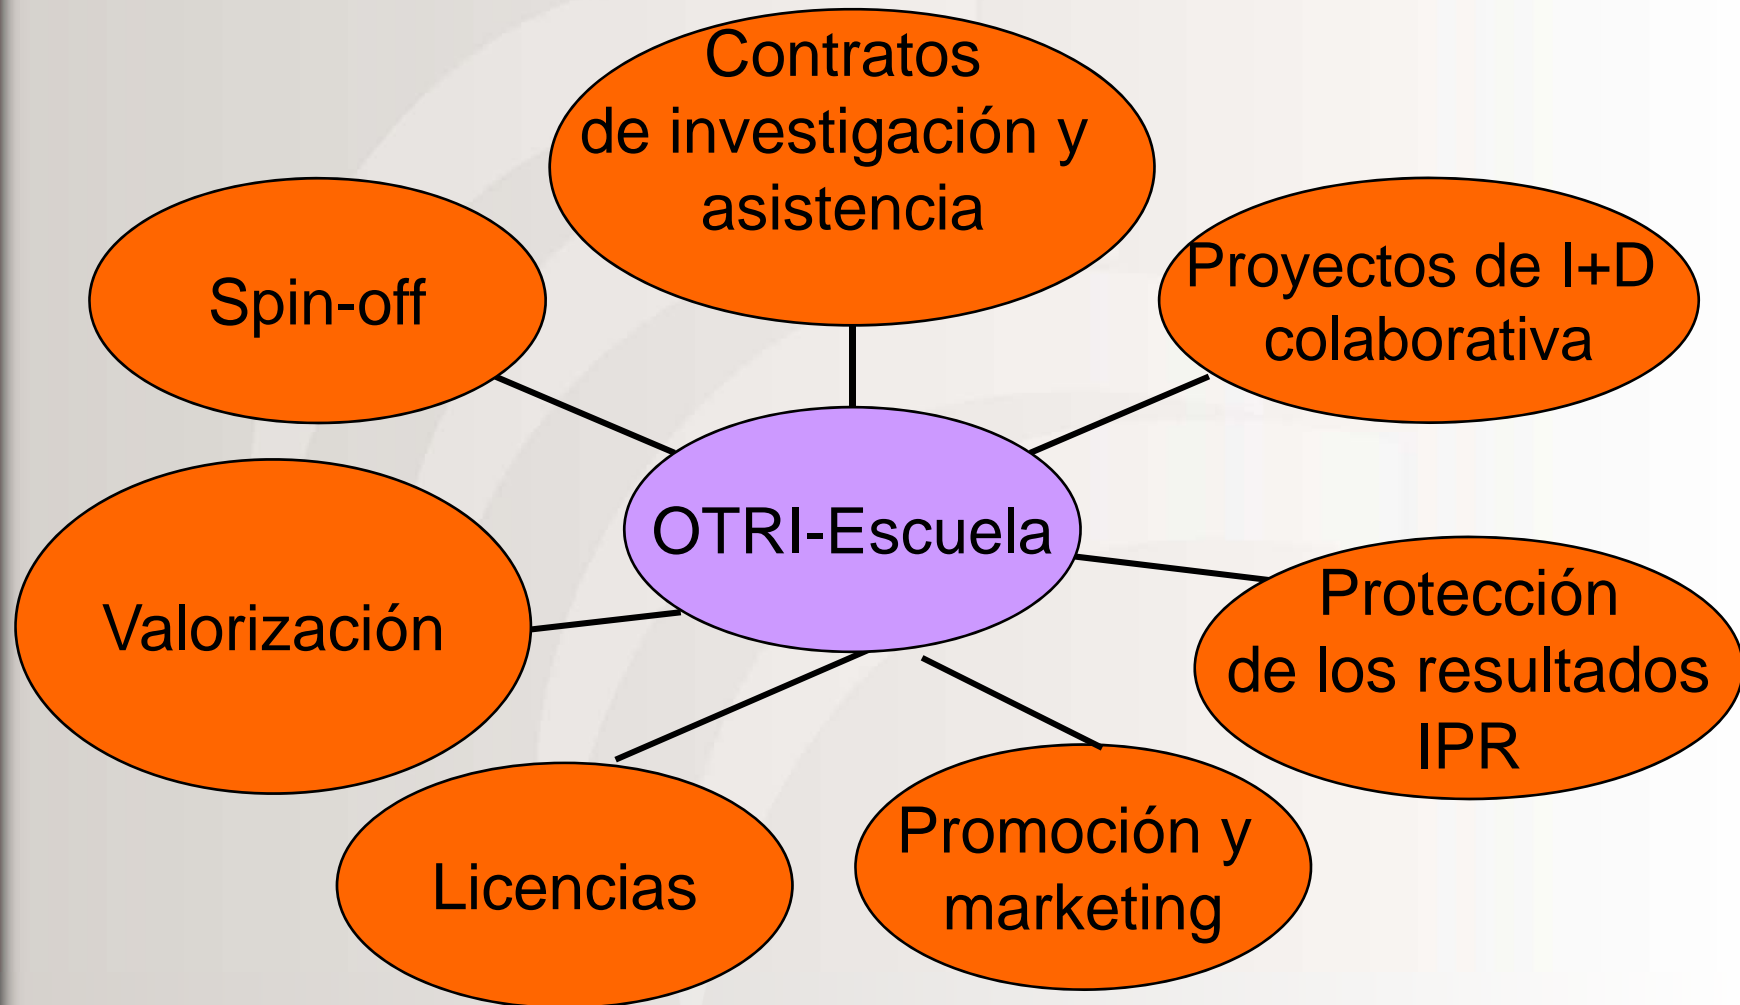 Contratos
de investigación y
asistencia
Spin-off
Proyectos de I+D
colaborativa
OTRI-Escuela
Valorización
Protección
de los resultados
IPR
Licencias
Promoción y
marketing